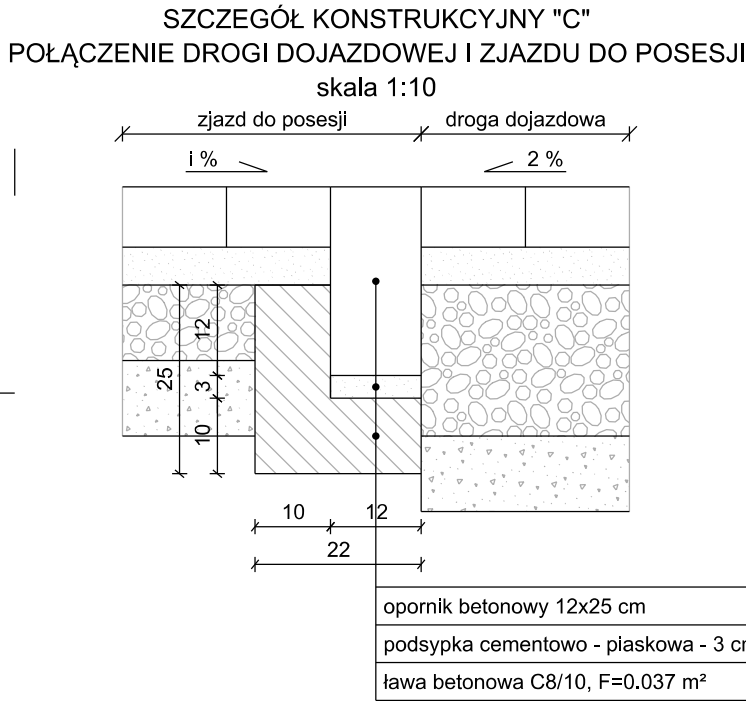 SZCZEGÓŁ KONSTRUKCYJNY "C"
POŁĄCZENIE DROGI DOJAZDOWEJ I ZJAZDU DO POSESJI
skala 1:10
zjazd do posesji
droga dojazdowa
i %
2 %
12
25
3
10
10
12
22
opornik betonowy 12x25 cm
podsypka cementowo - piaskowa - 3 cm
ława betonowa C8/10, F=0.037 m²